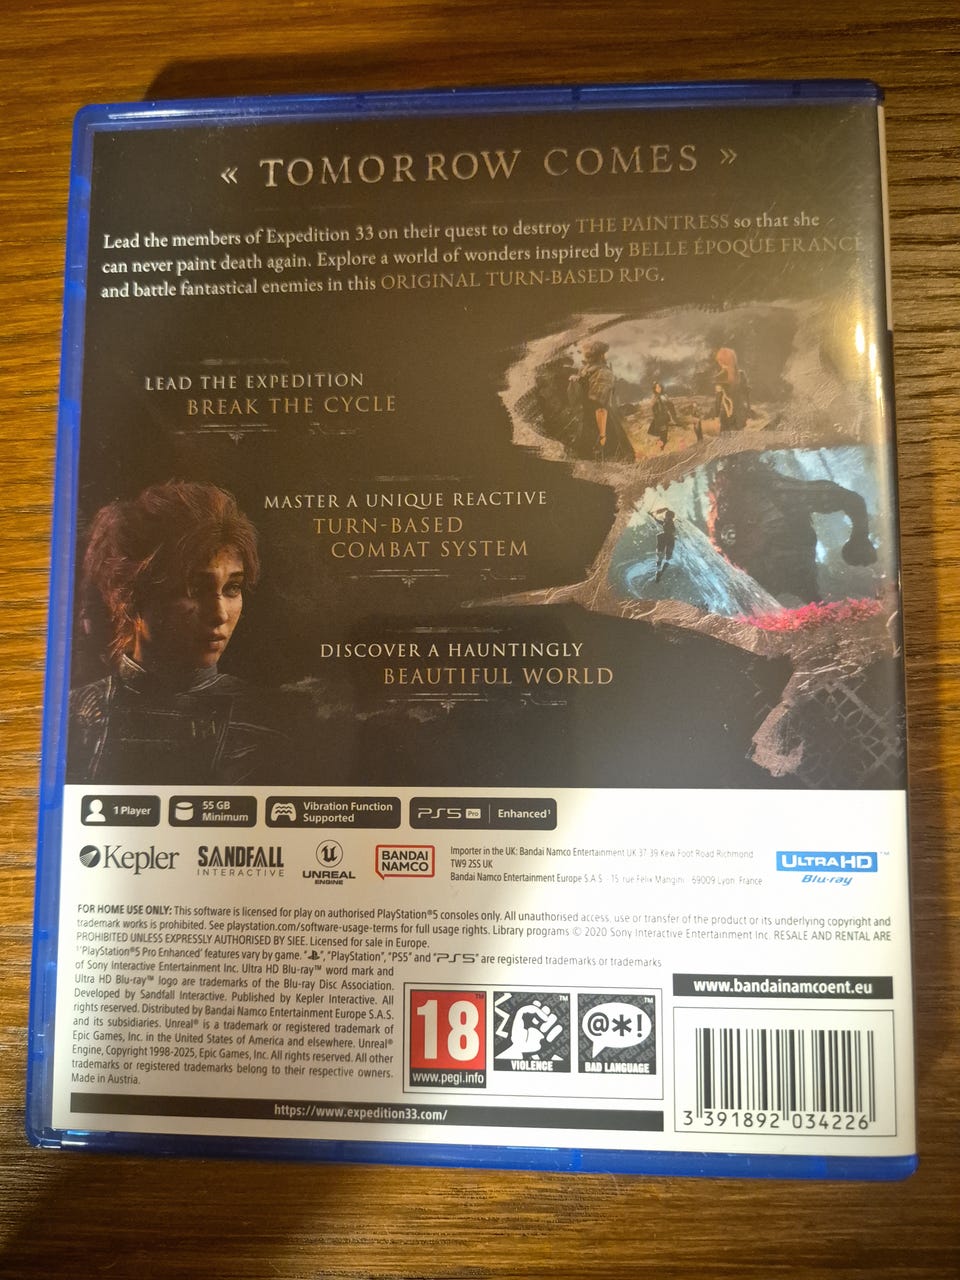 « TOMORROW COMES »
Lead the members of Expedition 33 on their quest to destroy THE PAINTRESS so that she
can never paint death again. Explore a world of wonders inspired by BELLE ÉPOQUE FRANCE
and battle fantastical enemies in this ORIGINAL TURN-BASED RPG.
LEAD THE EXPEDITION
BREAK THE CYCLE
MASTER A UNIQUE REACTIVE
TURN-BASED
COMBAT SYSTEM
DISCOVER A HAUNTINGLY
BEAUTIFUL WORLD
1 Player
55 GB
Minimum
Vibration Function
Supported
PS5 Pro Enhanced¹
Kepler
SANDFALL
INTERACTIVE
UNREAL
ENGINE
BANDAI
NAMCO
Importer in the UK: Bandai Namco Entertainment UK 37-39 Kew Foot Road Richmond
TW9 2SS UK
Bandai Namco Entertainment Europe S.A.S - 15, rue Felix Mangini - 69009 Lyon, France
ULTRA HD™
Blu-ray
FOR HOME USE ONLY: This software is licensed for play on authorised PlayStation®5 consoles only. All unauthorised access, use or transfer of the product or its underlying copyright and
trademark works is prohibited. See playstation.com/software-usage-terms for full usage rights. Library programs © 2020 Sony Interactive Entertainment Inc. RESALE AND RENTAL ARE
PROHIBITED UNLESS EXPRESSLY AUTHORISED BY SIEE. Licensed for sale in Europe.
¹'PlayStation®5 Pro Enhanced' features vary by game. "PS", "PlayStation", "PS5" and "PS5" are registered trademarks or trademarks
of Sony Interactive Entertainment Inc. Ultra HD Blu-ray™ word mark and
Ultra HD Blu-ray™ logo are trademarks of the Blu-ray Disc Association.
Developed by Sandfall Interactive. Published by Kepler Interactive. All
rights reserved. Distributed by Bandai Namco Entertainment Europe S.A.S.
and its subsidiaries. Unreal® is a trademark or registered trademark of
Epic Games, Inc. in the United States of America and elsewhere. Unreal®
Engine, Copyright 1998-2025, Epic Games, Inc. All rights reserved. All other
trademarks or registered trademarks belong to their respective owners.
Made in Austria.
18™
www.pegi.info
™
VIOLENCE
@*!™
BAD LANGUAGE
www.bandainamcoent.eu
3 391892 034226
https://www.expedition33.com/